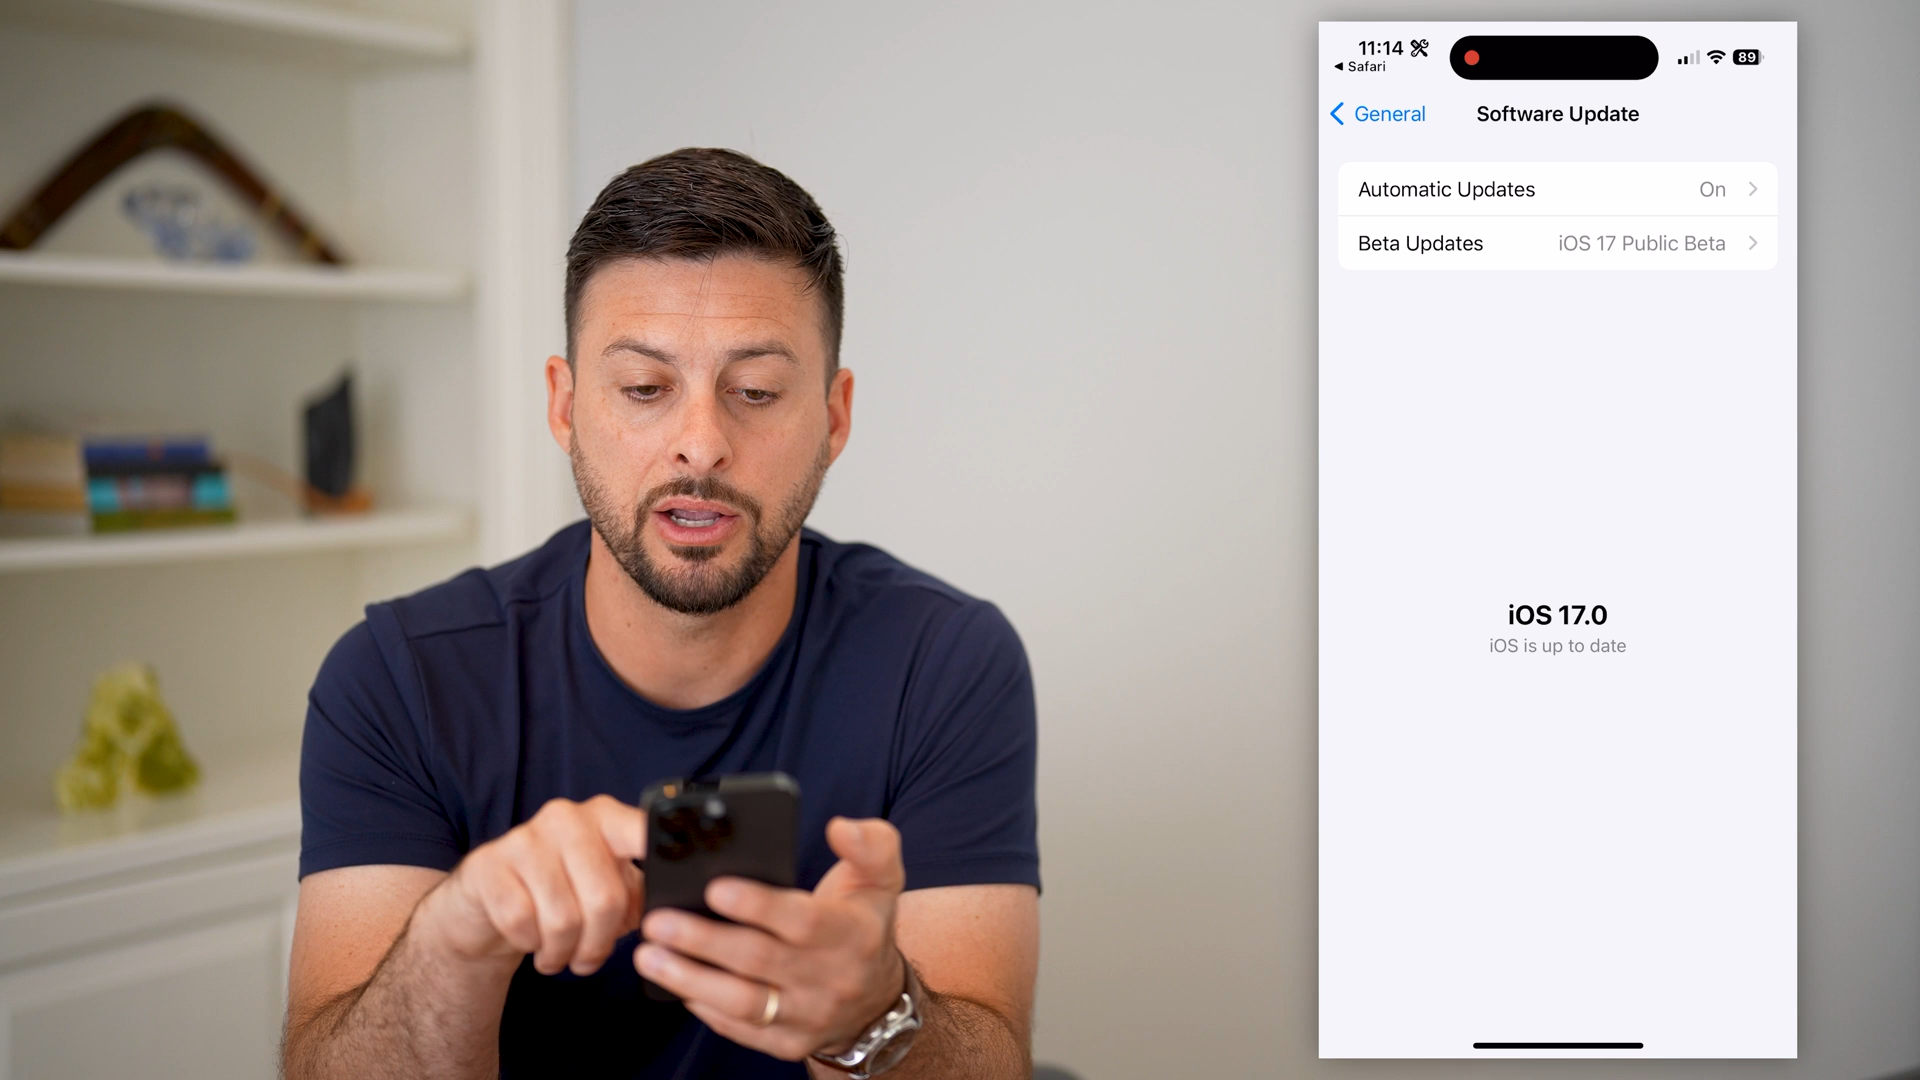 11:14
◀ Safari
89
General
Software Update
Automatic Updates On
Beta Updates iOS 17 Public Beta
iOS 17.0
iOS is up to date